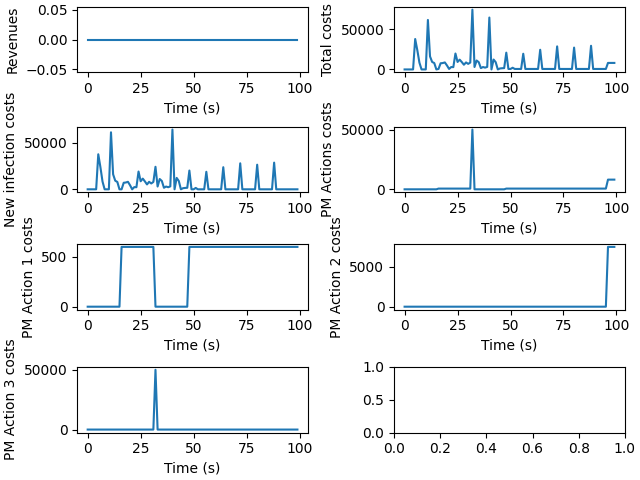 Revenues
0.05
0.00
−0.05
0 25 50 75 100
Time (s)
Total costs
50000
0
0 25 50 75 100
Time (s)
New infection costs
50000
0
0 25 50 75 100
Time (s)
PM Actions costs
50000
0
0 25 50 75 100
Time (s)
PM Action 1 costs
500
0
0 25 50 75 100
Time (s)
PM Action 2 costs
5000
0
0 25 50 75 100
Time (s)
PM Action 3 costs
50000
0
0 25 50 75 100
Time (s)
1.0
0.5
0.0
0.0 0.2 0.4 0.6 0.8 1.0